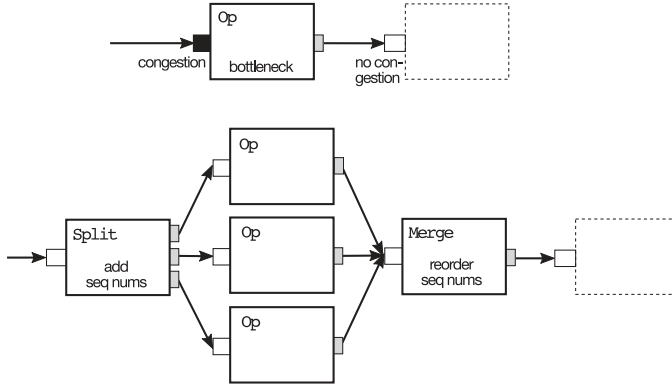 Op
congestion
bottleneck
no con-
gestion
Op
Split
add
seq nums
Op
Merge
reorder
seq nums
Op